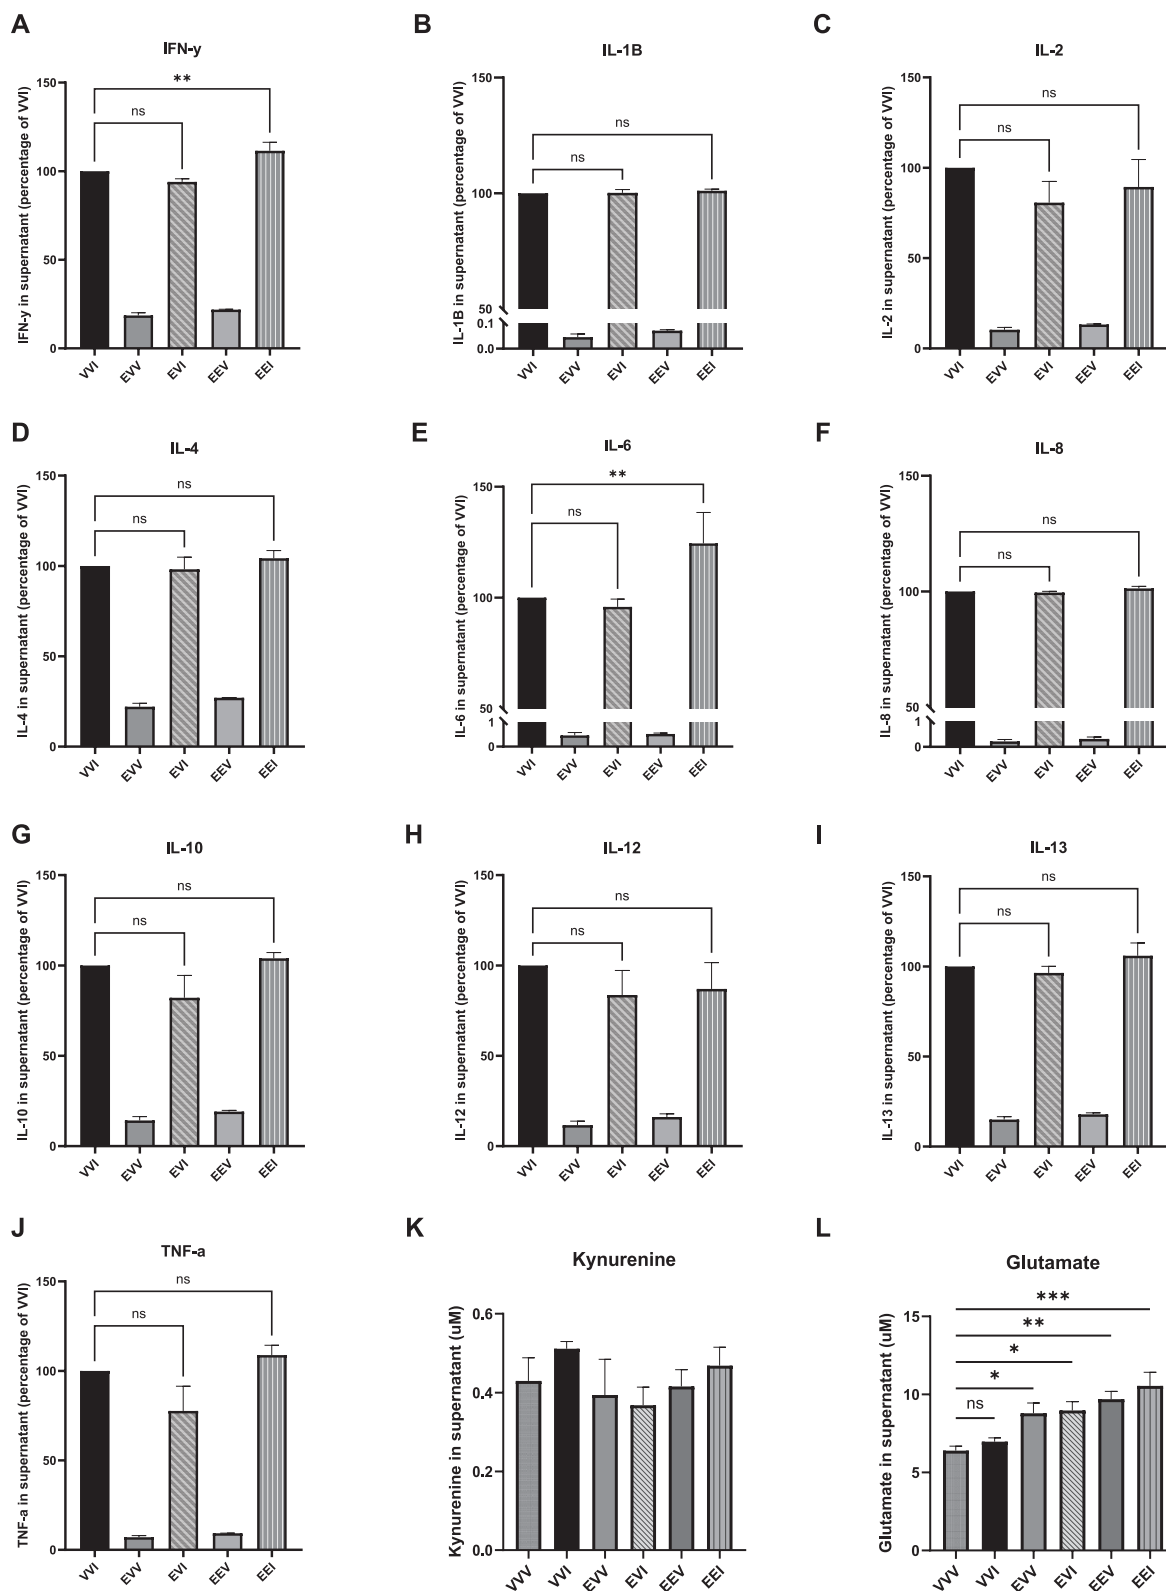 A
IFN-y
IFN-y in supernatant (percentage of VVI)
150
100
50
0
**
ns
VVI EVV EVI EEV EEI
B
IL-1B
IL-1B in supernatant (percentage of VVI)
150
100
50
0.1
0.0
ns
ns
VVI EVV EVI EEV EEI
C
IL-2
IL-2 in supernatant (percentage of VVI)
150
100
50
0
ns
ns
VVI EVV EVI EEV EEI
D
IL-4
IL-4 in supernatant (percentage of VVI)
150
100
50
0
ns
ns
VVI EVV EVI EEV EEI
E
IL-6
IL-6 in supernatant (percentage of VVI)
150
100
50
1
0
**
ns
VVI EVV EVI EEV EEI
F
IL-8
IL-8 in supernatant (percentage of VVI)
150
100
50
1
0
ns
ns
VVI EVV EVI EEV EEI
G
IL-10
IL-10 in supernatant (percentage of VVI)
150
100
50
0
ns
ns
VVI EVV EVI EEV EEI
H
IL-12
IL-12 in supernatant (percentage of VVI)
150
100
50
0
ns
ns
VVI EVV EVI EEV EEI
I
IL-13
IL-13 in supernatant (percentage of VVI)
150
100
50
0
ns
ns
VVI EVV EVI EEV EEI
J
TNF-a
TNF-a in supernatant (percentage of VVI)
150
100
50
0
ns
ns
VVI EVV EVI EEV EEI
K
Kynurenine
Kynurenine in supernatant (uM)
0.6
0.4
0.2
0.0
VVV VVI EVV EVI EEV EEI
L
Glutamate
Glutamate in supernatant (uM)
15
10
5
0
***
**
*
*
ns
VVV VVI EVV EVI EEV EEI